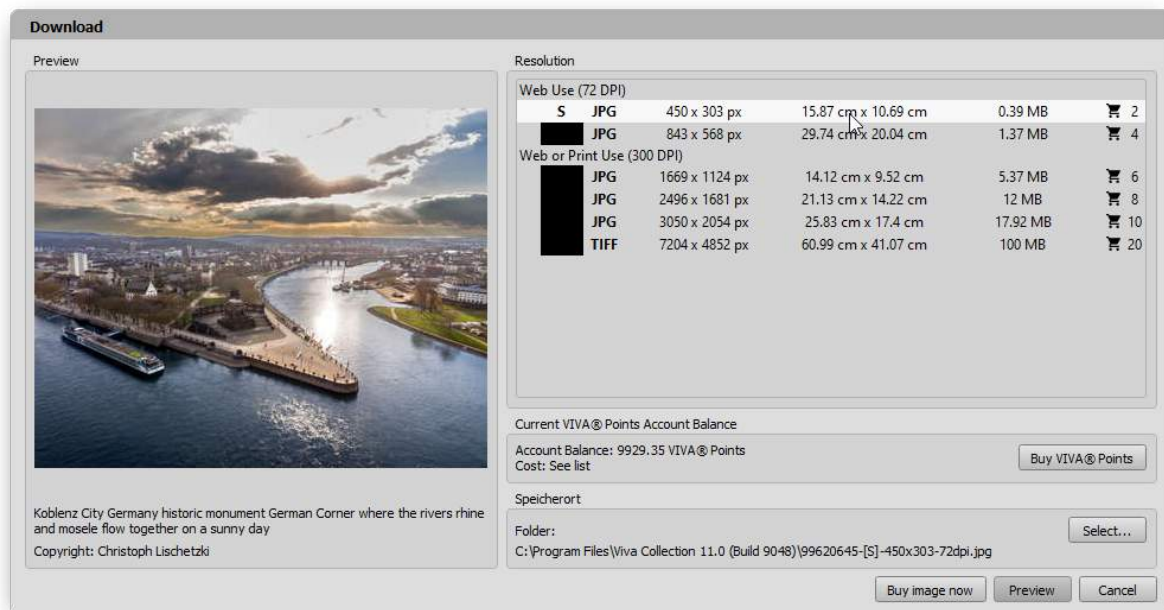 Download
Preview
Resolution
Web Use (72 DPI)
S JPG 450 x 303 px 15.87 cm x 10.69 cm 0.39 MB 2
JPG 843 x 568 px 29.74 cm x 20.04 cm 1.37 MB 4
Web or Print Use (300 DPI)
JPG 1669 x 1124 px 14.12 cm x 9.52 cm 5.37 MB 6
JPG 2496 x 1681 px 21.13 cm x 14.22 cm 12 MB 8
JPG 3050 x 2054 px 25.83 cm x 17.4 cm 17.92 MB 10
TIFF 7204 x 4852 px 60.99 cm x 41.07 cm 100 MB 20
Current VIVA® Points Account Balance
Account Balance: 9929.35 VIVA® Points
Cost: See list
Buy VIVA® Points
Speicherort
Folder:
Select...
C:\Program Files\Viva Collection 11.0 (Build 9048)\99620645-[S]-450x303-72dpi.jpg
Koblenz City Germany historic monument German Corner where the rivers rhine
and mosele flow together on a sunny day
Copyright: Christoph Lischetzki
Buy image now
Preview
Cancel